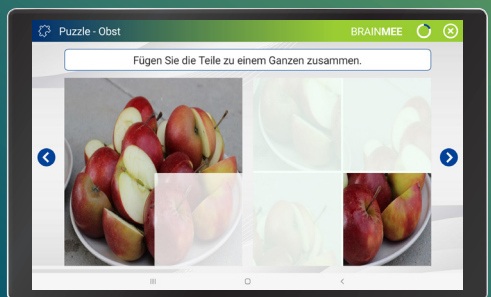 Puzzle - Obst
BRAINMEE
Fügen Sie die Teile zu einem Ganzen zusammen.